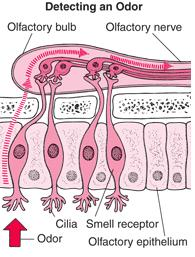 Detecting an Odor
Olfactory bulb
Olfactory nerve
Cilia
Smell receptor
Odor
Olfactory epithelium